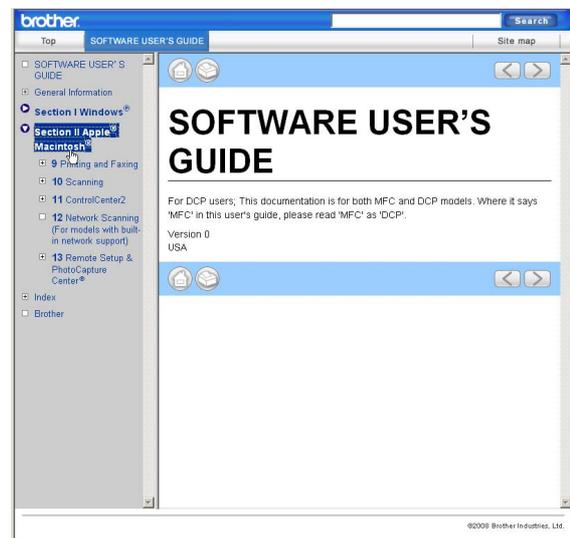 brother.
Search
Top
SOFTWARE USER'S GUIDE
Site map
SOFTWARE USER' S
GUIDE
General Information
Section I Windows®
Section II Apple®
Macintosh®
9 Printing and Faxing
10 Scanning
11 ControlCenter2
12 Network Scanning
(For models with built-
in network support)
13 Remote Setup &
PhotoCapture
Center®
Index
Brother
SOFTWARE USER’S
GUIDE
For DCP users; This documentation is for both MFC and DCP models. Where it says
'MFC' in this user's guide, please read 'MFC' as 'DCP'.
Version 0
USA
©2008 Brother Industries, Ltd.